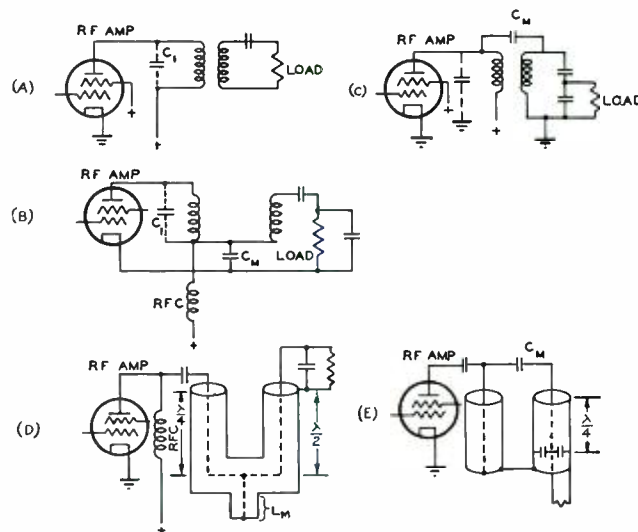 (A)
RF AMP
C1
LOAD
+
+
(C)
RF AMP
CM
LOAD
+
+
(B)
RF AMP
C1
CM
LOAD
RFC
+
(D)
RF AMP
RFC
λ/4
λ/2
LM
+
(E)
RF AMP
CM
λ/4